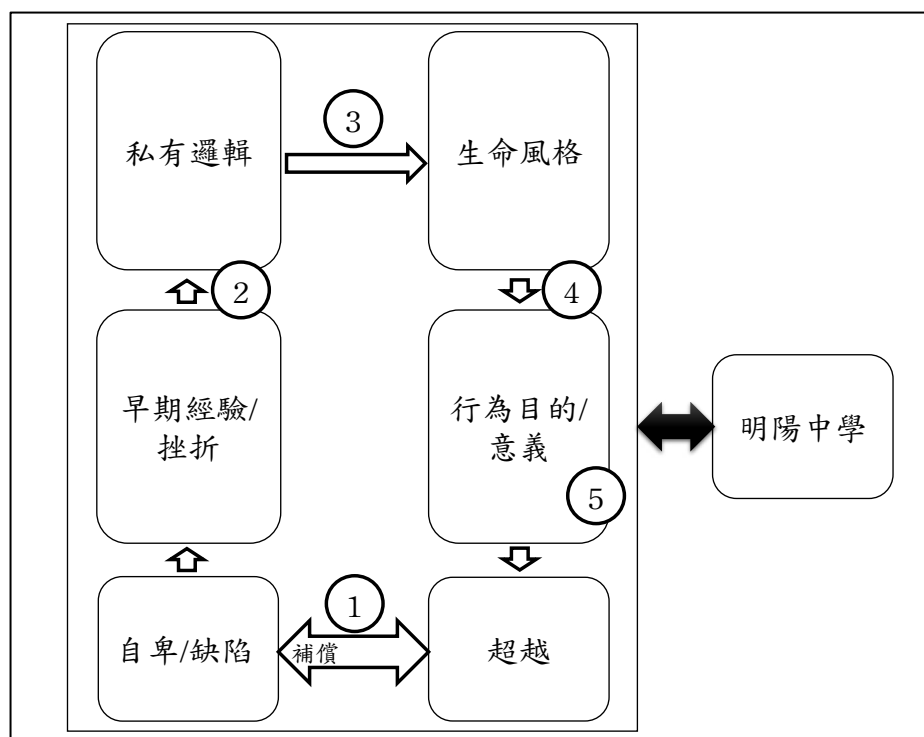 私有邏輯
③
生命風格
②
④
早期經驗/
挫折
行為目的/
意義
明陽中學
⑤
①
自卑/缺陷
補償
超越